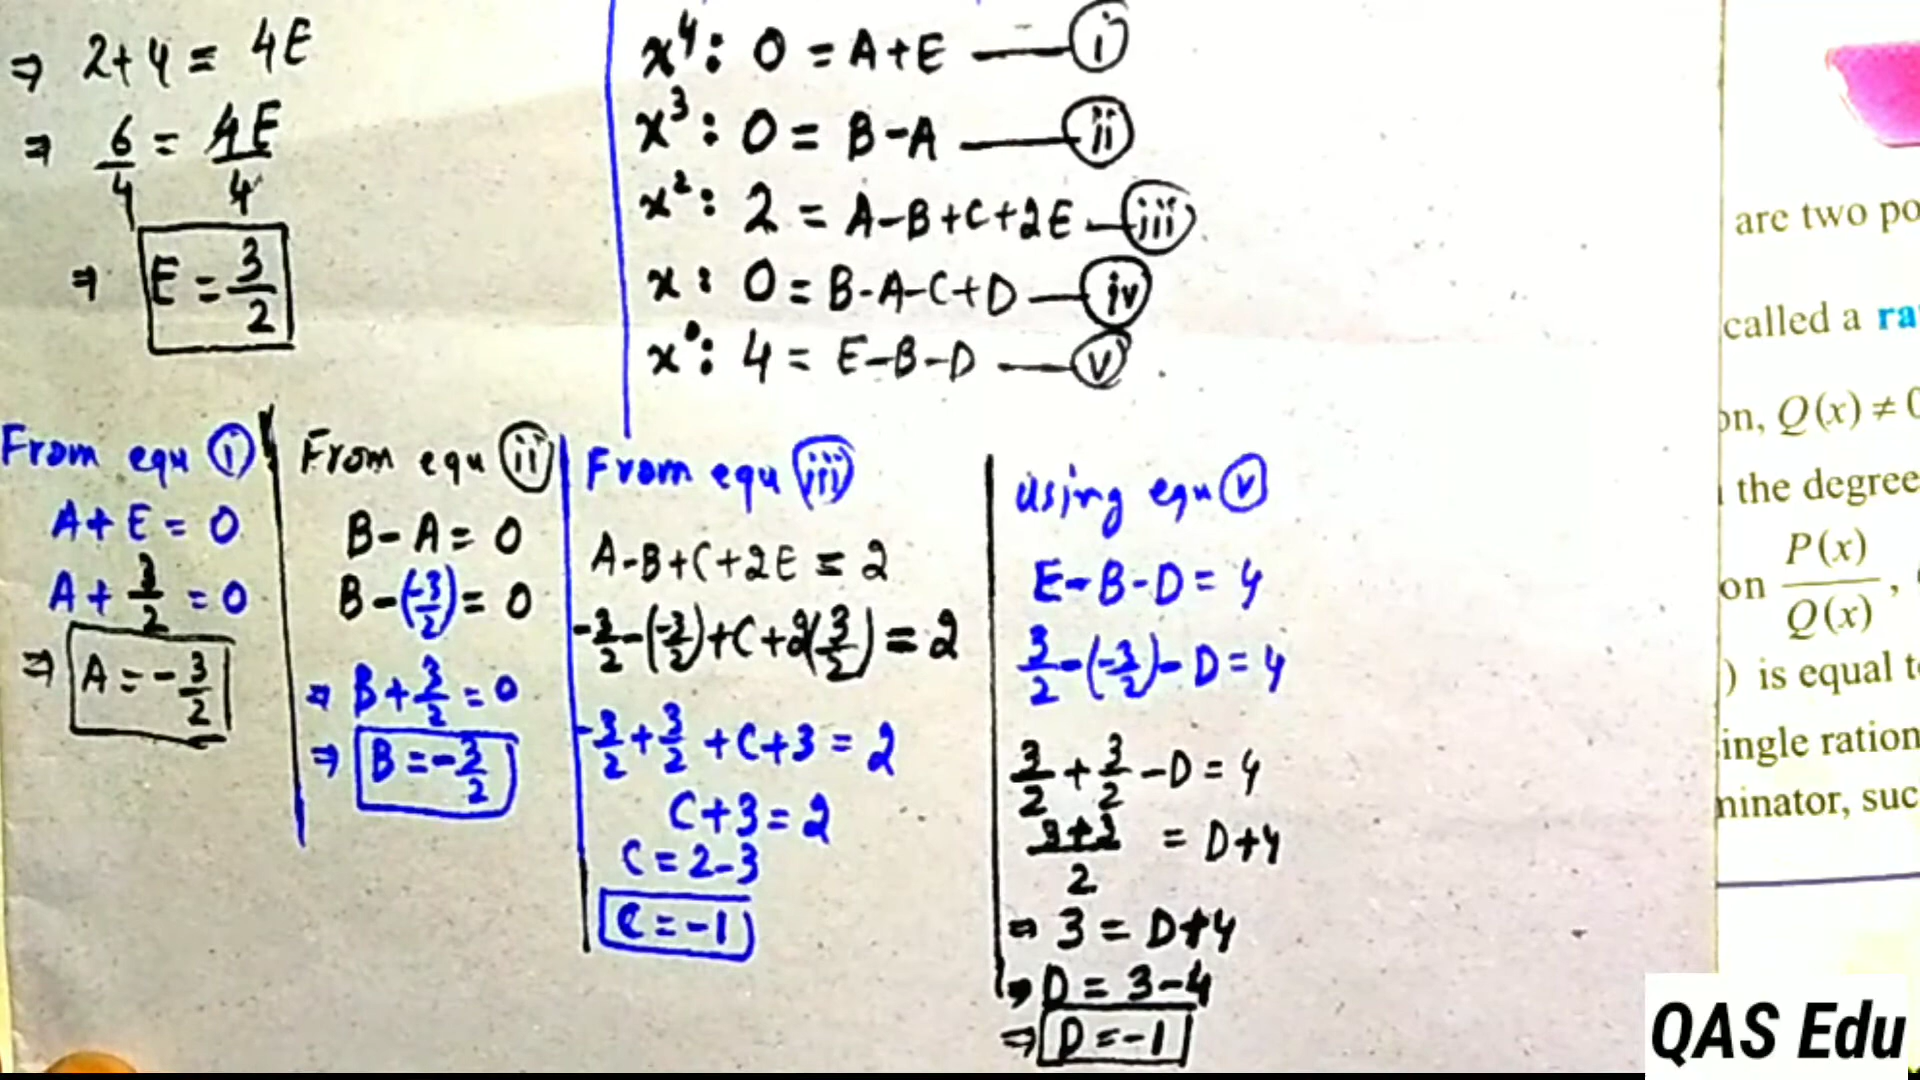 ⇒ 2+4 = 4E
⇒ 6/4 = 4E/4
⇒ E = 3/2
x⁴: 0 = A+E — (i)
x³: 0 = B-A — (ii)
x²: 2 = A-B+C+2E — (iii)
x: 0 = B-A-C+D — (iv)
x⁰: 4 = E-B-D — (v)
From equ (i)
A+E = 0
A + 3/2 = 0
⇒ A = -3/2
From equ (ii)
B-A = 0
B-(-3/2) = 0
⇒ B + 3/2 = 0
⇒ B = -3/2
From equ (iii)
A-B+C+2E = 2
-3/2-(-3/2)+C+2(3/2) = 2
-3/2+3/2+C+3 = 2
C+3 = 2
C = 2-3
C = -1
using equ (v)
E-B-D = 4
3/2-(-3/2)-D = 4
3/2+3/2-D = 4
3+3/2 = D+4
⇒ 3 = D+4
⇒ D = 3-4
⇒ D = -1
are two po
called a ra
on, Q(x) ≠ 0
the degree
on P(x)/Q(x) ,
) is equal t
ingle ration
minator, suc
QAS Edu